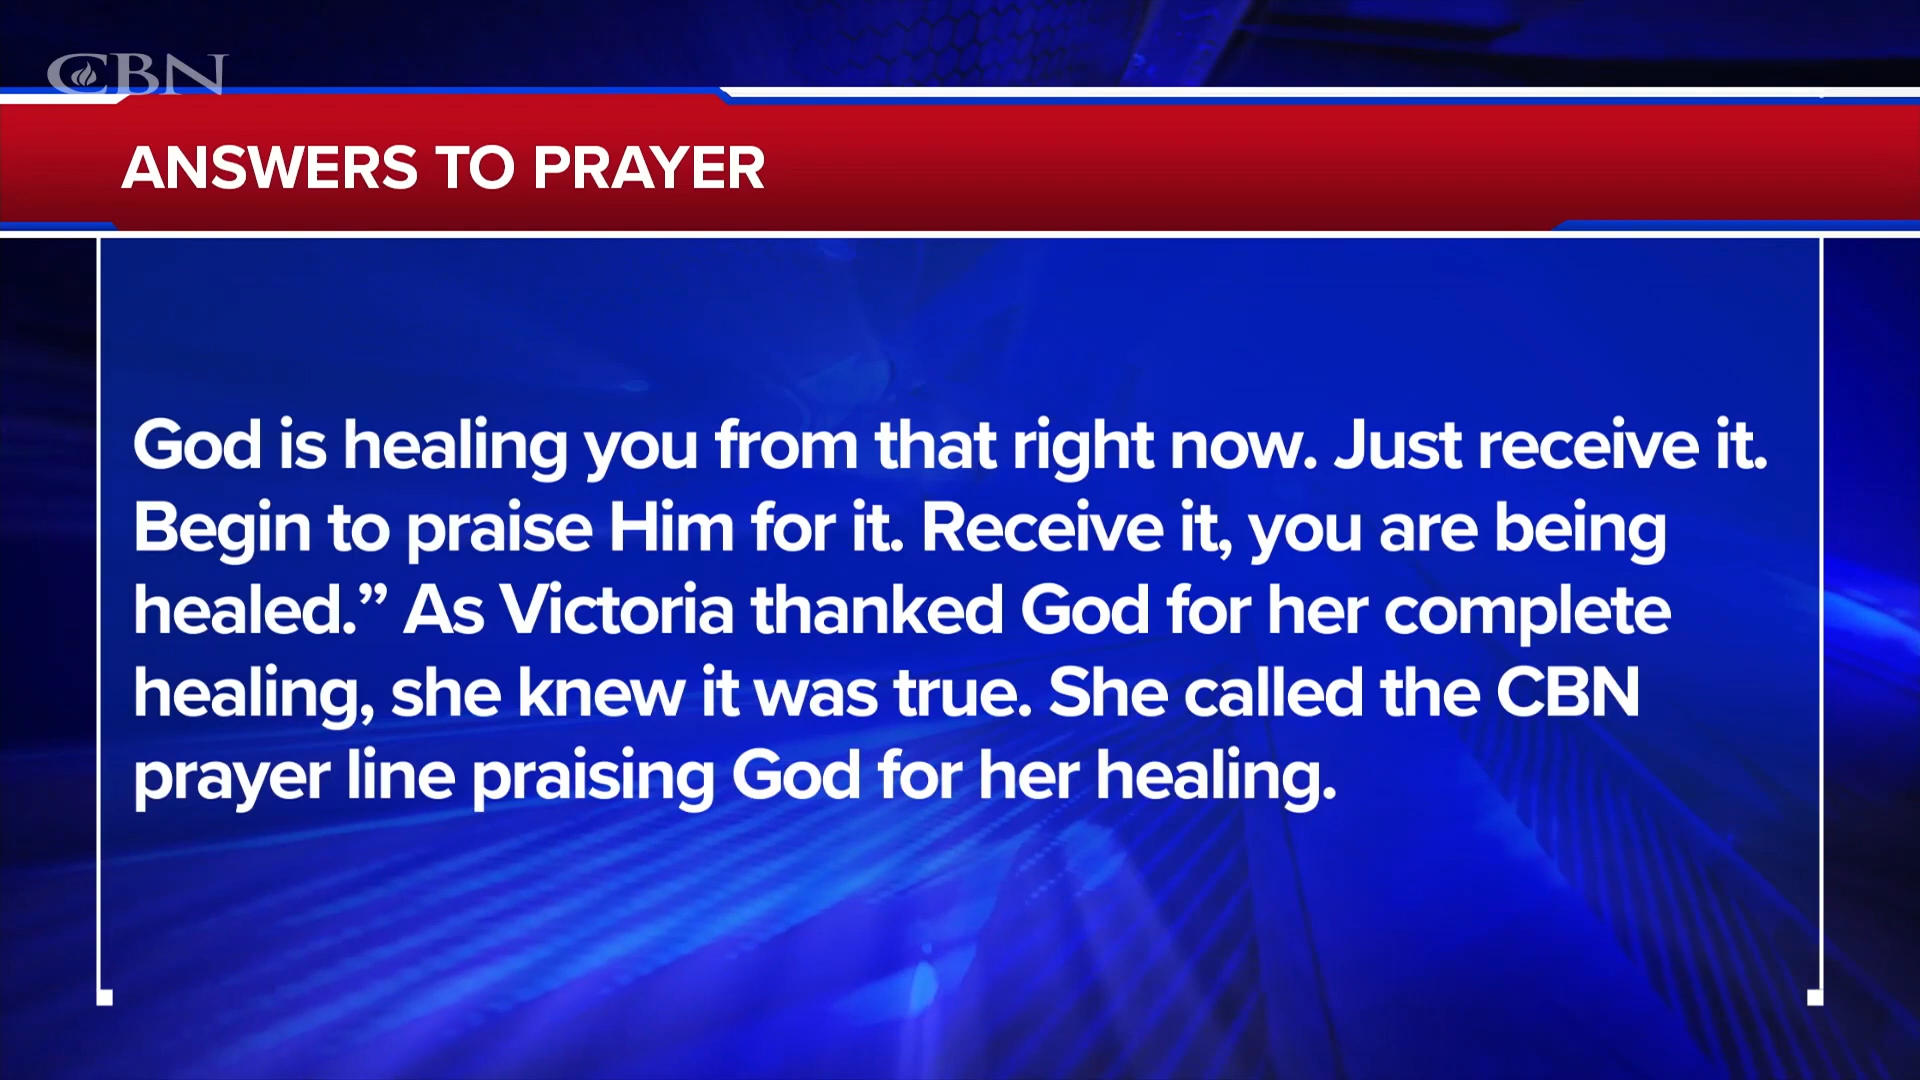 CBN
ANSWERS TO PRAYER
God is healing you from that right now. Just receive it.
Begin to praise Him for it. Receive it, you are being
healed.” As Victoria thanked God for her complete
healing, she knew it was true. She called the CBN
prayer line praising God for her healing.